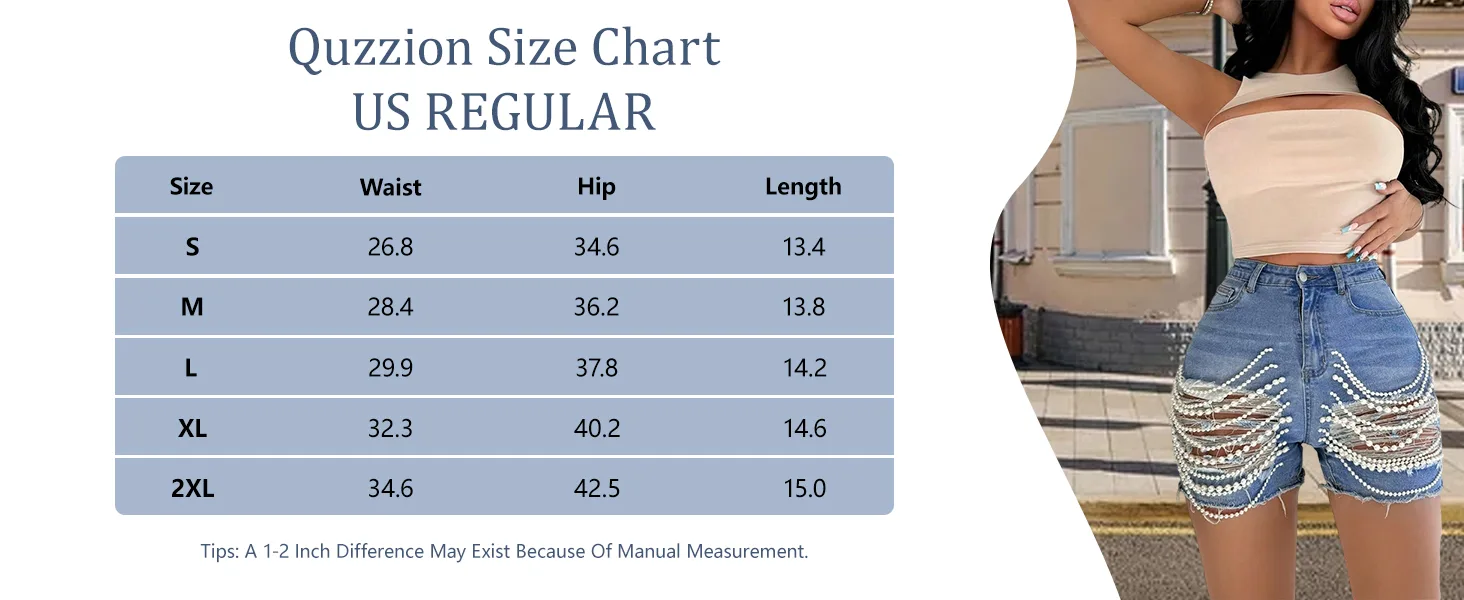 Quzzion Size Chart
US REGULAR
Size Waist Hip Length
S 26.8 34.6 13.4
M 28.4 36.2 13.8
L 29.9 37.8 14.2
XL 32.3 40.2 14.6
2XL 34.6 42.5 15.0
Tips: A 1-2 Inch Difference May Exist Because Of Manual Measurement.